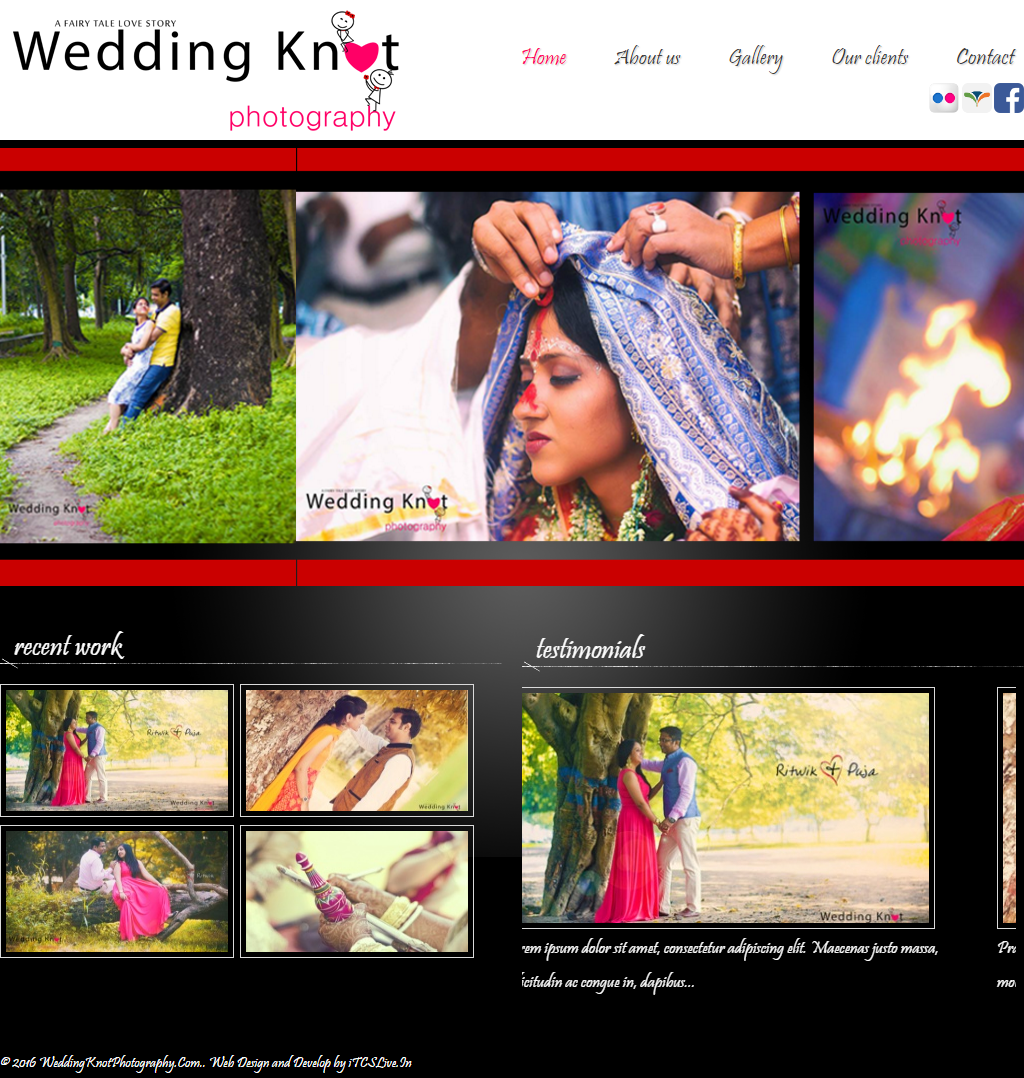 A FAIRY TALE LOVE STORY
Wedding Knot
photography
Home About us Gallery Our clients Contact
Wedding Knot
photography
Wedding Knot
photography
Wedding Knot
photography
recent work
testimonials
Ritwik + Puja
Wedding Knot
Wedding Knot
Ritwik
Wedding Knot
Ritwik + Puja
Wedding Knot
rem ipsum dolor sit amet, consectetur adipiscing elit. Maecenas justo massa,
icitudin ac congue in, dapibus...
Pra
mo
© 2016 WeddingKnotPhotography.Com.. Web Design and Develop by iTCSLive.In